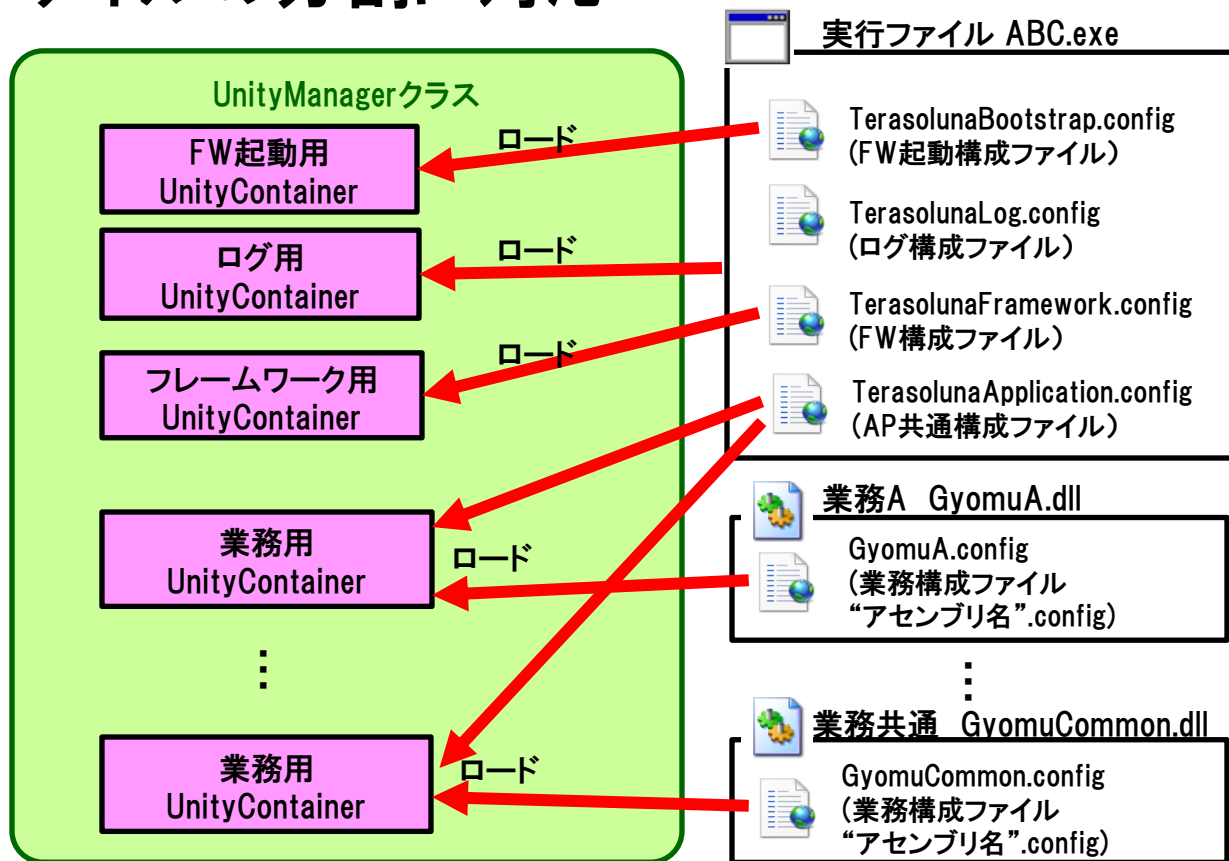 UnityManagerクラス
FW起動用
UnityContainer
ロード
ログ用
UnityContainer
ロード
フレームワーク用
UnityContainer
ロード
業務用
UnityContainer
ロード
業務用
UnityContainer
ロード
実行ファイル ABC.exe
TerasolunaBootstrap.config
(FW起動構成ファイル)
TerasolunaLog.config
(ログ構成ファイル)
TerasolunaFramework.config
(FW構成ファイル)
TerasolunaApplication.config
(AP共通構成ファイル)
業務A GyomuA.dll
GyomuA.config
(業務構成ファイル
“アセンブリ名”.config)
業務共通 GyomuCommon.dll
GyomuCommon.config
(業務構成ファイル
“アセンブリ名”.config)